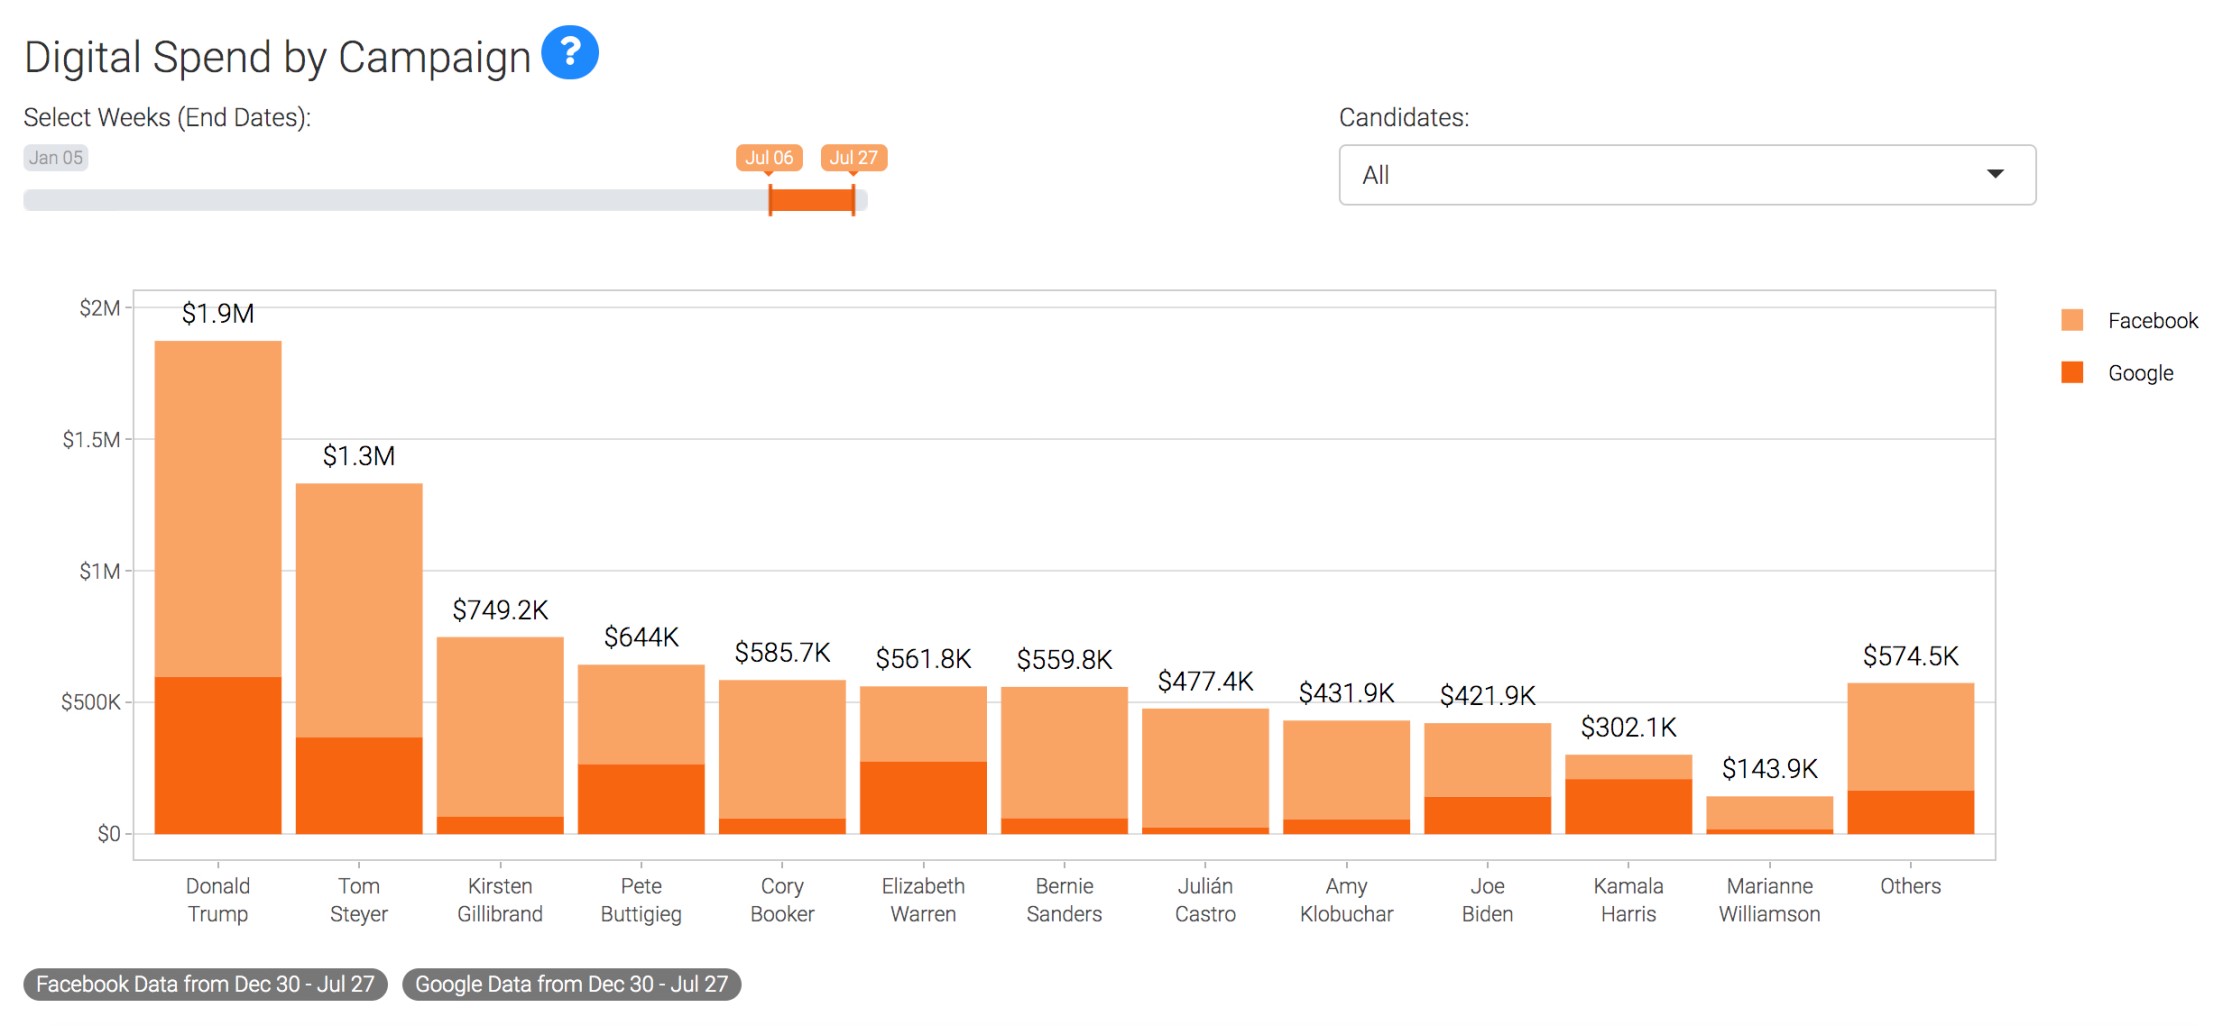 Digital Spend by Campaign ?
Select Weeks (End Dates):
Candidates:
Jan 05
Jul 06
Jul 27
All
$2M
$1.5M
$1M
$500K
$0
$1.9M
$1.3M
$749.2K
$644K
$585.7K
$561.8K
$559.8K
$477.4K
$431.9K
$421.9K
$302.1K
$143.9K
$574.5K
Facebook
Google
Donald
Trump
Tom
Steyer
Kirsten
Gillibrand
Pete
Buttigieg
Cory
Booker
Elizabeth
Warren
Bernie
Sanders
Julián
Castro
Amy
Klobuchar
Joe
Biden
Kamala
Harris
Marianne
Williamson
Others
Facebook Data from Dec 30 - Jul 27
Google Data from Dec 30 - Jul 27